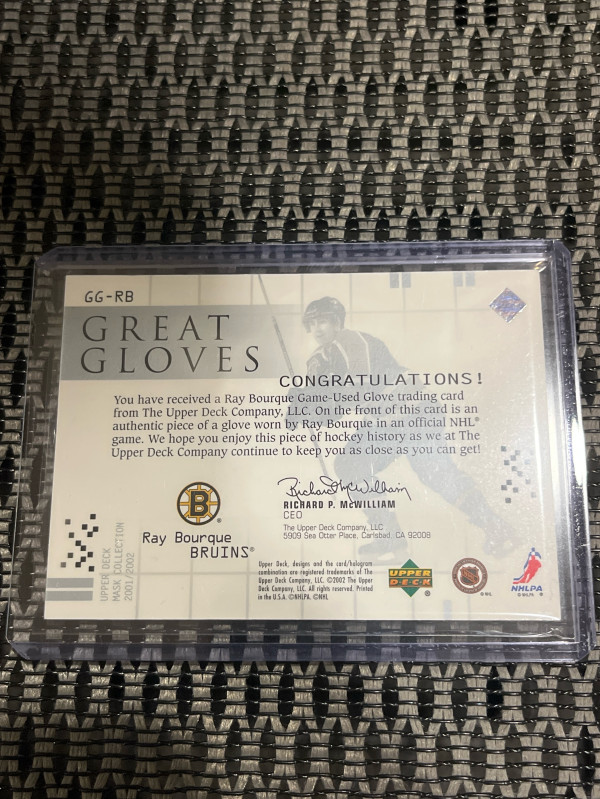 GG-RB
GREAT
GLOVES
CONGRATULATIONS!
You have received a Ray Bourque Game-Used Glove trading card
from The Upper Deck Company, LLC. On the front of this card is an
authentic piece of a glove worn by Ray Bourque in an official NHL®
game. We hope you enjoy this piece of hockey history as we at The
Upper Deck Company continue to keep you as close as you can get!
Richard P. McWilliam
RICHARD P. McWILLIAM
CEO
The Upper Deck Company, LLC
5909 Sea Otter Place, Carlsbad, CA 92008
B
Ray Bourque
BRUINS®
UPPER DECK
MASK COLLECTION
2001/2002
Upper Deck, designs and the card/hologram
combination are registered trademarks of The
Upper Deck Company, LLC. ©2002 The Upper
Deck Company, LLC. All rights reserved. Printed
in the U.S.A. ©NHLPA. ©NHL
UPPER
DECK
NHLPA